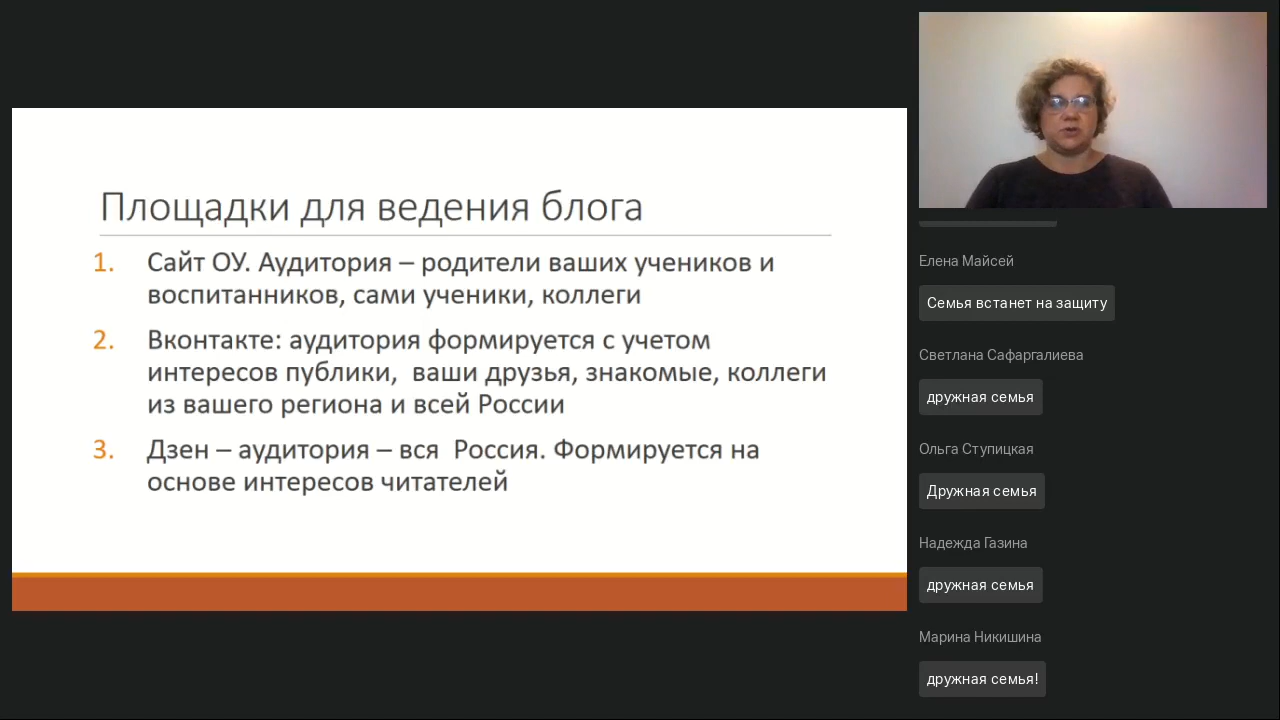 Площадки для ведения блога
1. Сайт ОУ. Аудитория – родители ваших учеников и
воспитанников, сами ученики, коллеги
2. Вконтакте: аудитория формируется с учетом
интересов публики,  ваши друзья, знакомые, коллеги
из вашего региона и всей России
3. Дзен – аудитория – вся  Россия. Формируется на
основе интересов читателей
Елена Майсей
Семья встанет на защиту
Светлана Сафаргалиева
дружная семья
Ольга Ступицкая
Дружная семья
Надежда Газина
дружная семья
Марина Никишина
дружная семья!